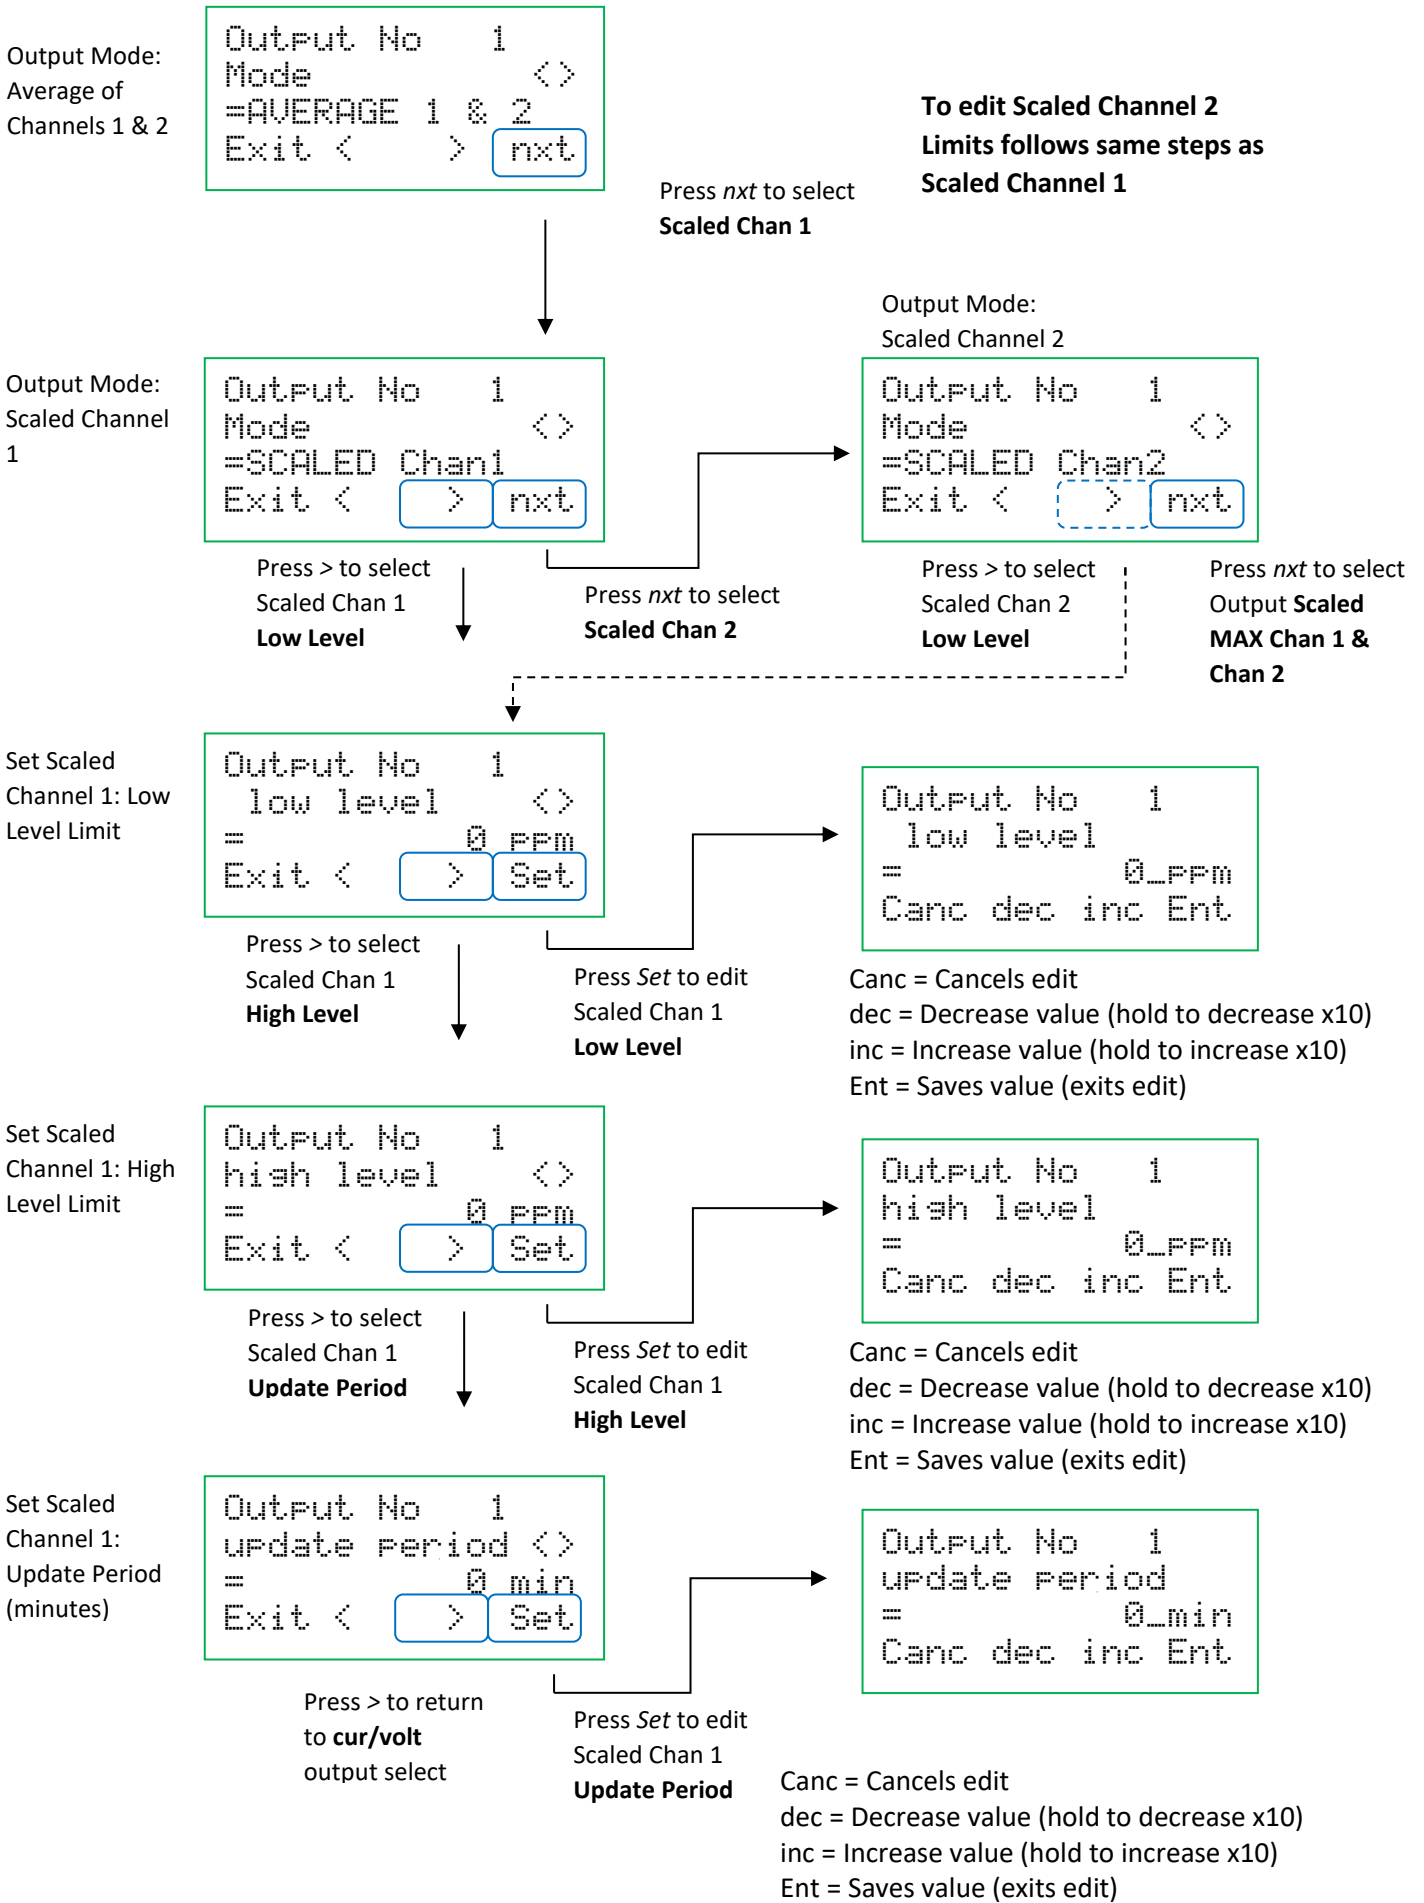 Output Mode:
Average of
Channels 1 & 2
Output No 1
Mode <>
=AVERAGE 1 & 2
Exit < > nxt
To edit Scaled Channel 2
Limits follows same steps as
Scaled Channel 1
Press nxt to select
Scaled Chan 1
Output Mode:
Scaled Channel
1
Output No 1
Mode <>
=SCALED Chan1
Exit < > nxt
Output Mode:
Scaled Channel 2
Output No 1
Mode <>
=SCALED Chan2
Exit < > nxt
Press > to select
Scaled Chan 1
Low Level
Press nxt to select
Scaled Chan 2
Press > to select
Scaled Chan 2
Low Level
Press nxt to select
Output Scaled
MAX Chan 1 &
Chan 2
Set Scaled
Channel 1: Low
Level Limit
Output No 1
low level <>
= 0 ppm
Exit < > Set
Output No 1
low level
= 0_ppm
Canc dec inc Ent
Press > to select
Scaled Chan 1
High Level
Press Set to edit
Scaled Chan 1
Low Level
Canc = Cancels edit
dec = Decrease value (hold to decrease x10)
inc = Increase value (hold to increase x10)
Ent = Saves value (exits edit)
Set Scaled
Channel 1: High
Level Limit
Output No 1
high level <>
= 0 ppm
Exit < > Set
Output No 1
high level
= 0_ppm
Canc dec inc Ent
Press > to select
Scaled Chan 1
Update Period
Press Set to edit
Scaled Chan 1
High Level
Canc = Cancels edit
dec = Decrease value (hold to decrease x10)
inc = Increase value (hold to increase x10)
Ent = Saves value (exits edit)
Set Scaled
Channel 1:
Update Period
(minutes)
Output No 1
update period <>
= 0 min
Exit < > Set
Output No 1
update period
= 0_min
Canc dec inc Ent
Press > to return
to cur/volt
output select
Press Set to edit
Scaled Chan 1
Update Period
Canc = Cancels edit
dec = Decrease value (hold to decrease x10)
inc = Increase value (hold to increase x10)
Ent = Saves value (exits edit)